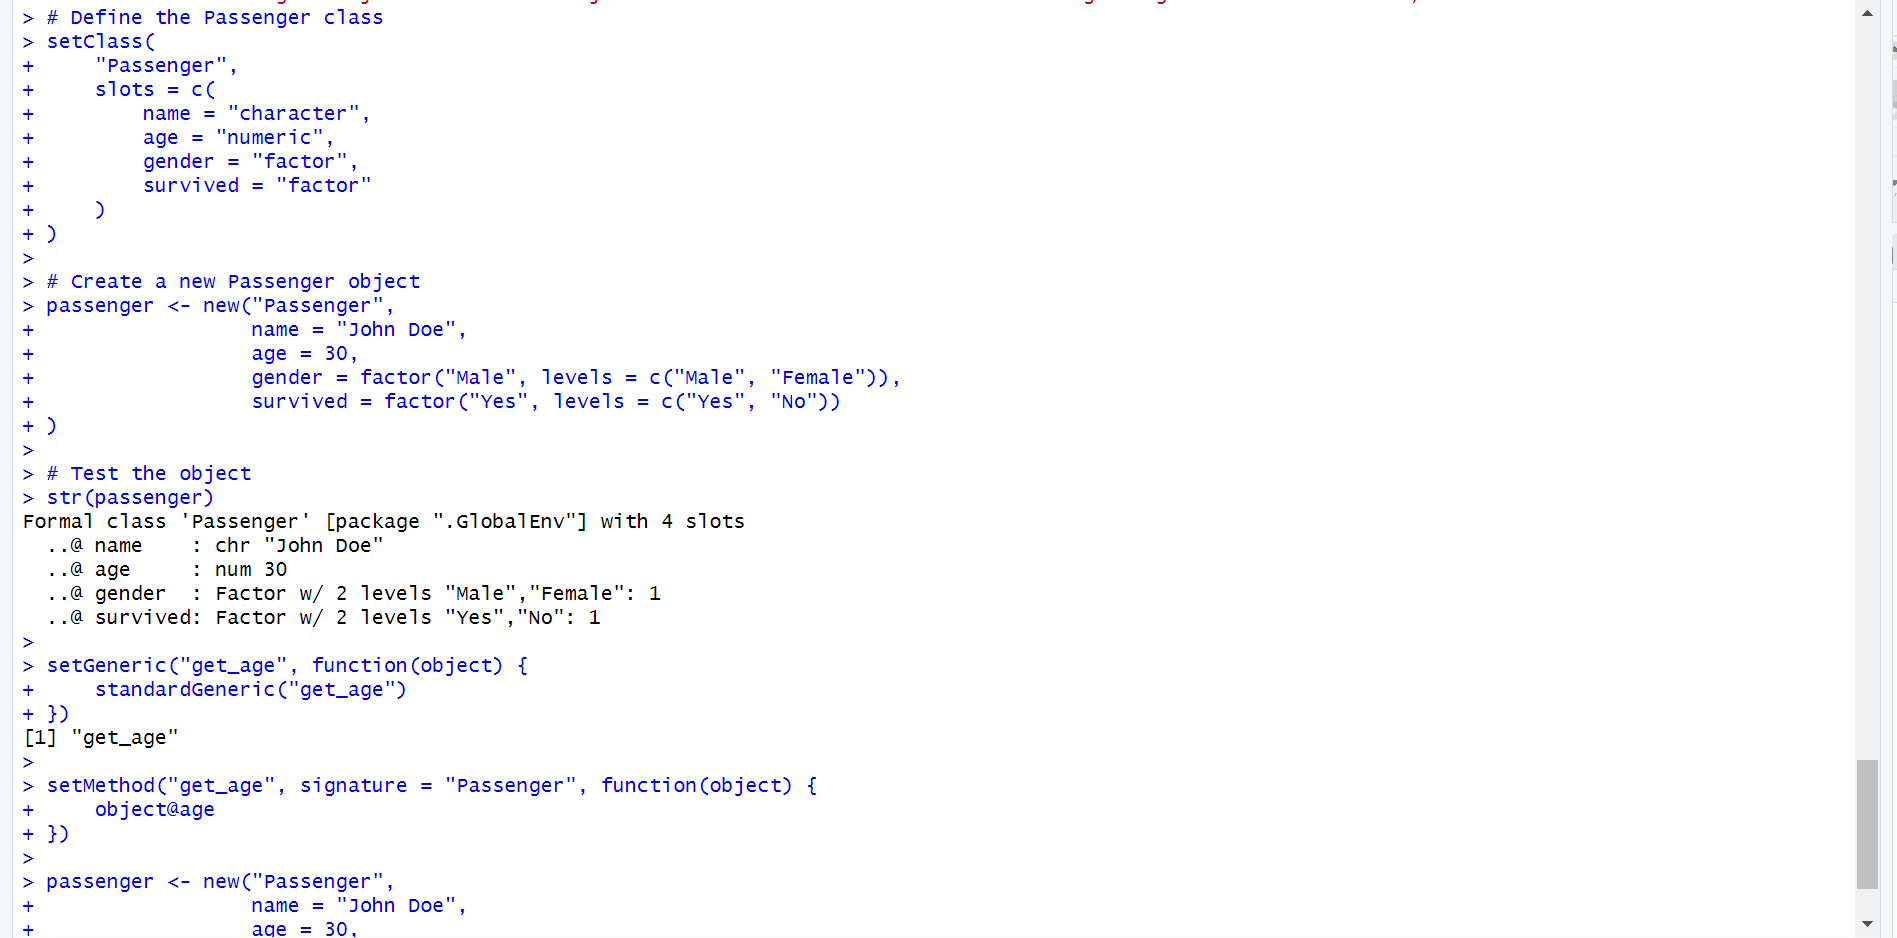 > # Define the Passenger class
> setClass(
+     "Passenger",
+     slots = c(
+         name = "character",
+         age = "numeric",
+         gender = "factor",
+         survived = "factor"
+     )
+ )
>
> # Create a new Passenger object
> passenger <- new("Passenger",
+                  name = "John Doe",
+                  age = 30,
+                  gender = factor("Male", levels = c("Male", "Female")),
+                  survived = factor("Yes", levels = c("Yes", "No"))
+ )
>
> # Test the object
> str(passenger)
Formal class 'Passenger' [package ".GlobalEnv"] with 4 slots
  ..@ name    : chr "John Doe"
  ..@ age     : num 30
  ..@ gender  : Factor w/ 2 levels "Male","Female": 1
  ..@ survived: Factor w/ 2 levels "Yes","No": 1
>
> setGeneric("get_age", function(object) {
+     standardGeneric("get_age")
+ })
[1] "get_age"
>
> setMethod("get_age", signature = "Passenger", function(object) {
+     object@age
+ })
>
> passenger <- new("Passenger",
+                  name = "John Doe",
+                  age = 30,